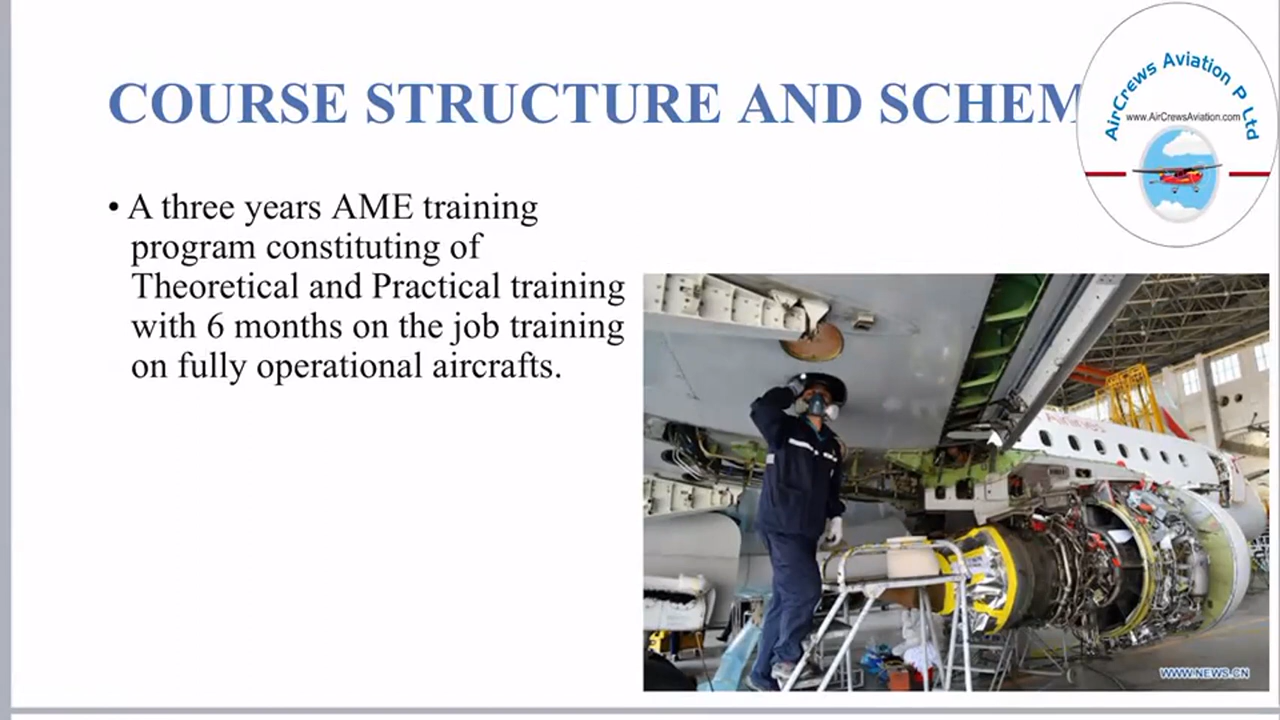 COURSE STRUCTURE AND SCHEM
AirCrews Aviation P Ltd
www.AirCrewsAviation.com
• A three years AME training
program constituting of
Theoretical and Practical training
with 6 months on the job training
on fully operational aircrafts.
Airlines
WWW.NEWS.CN